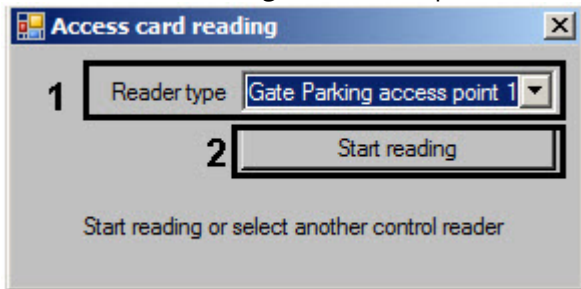 Access card reading
1 Reader type Gate Parking access point 1
2 Start reading
Start reading or select another control reader